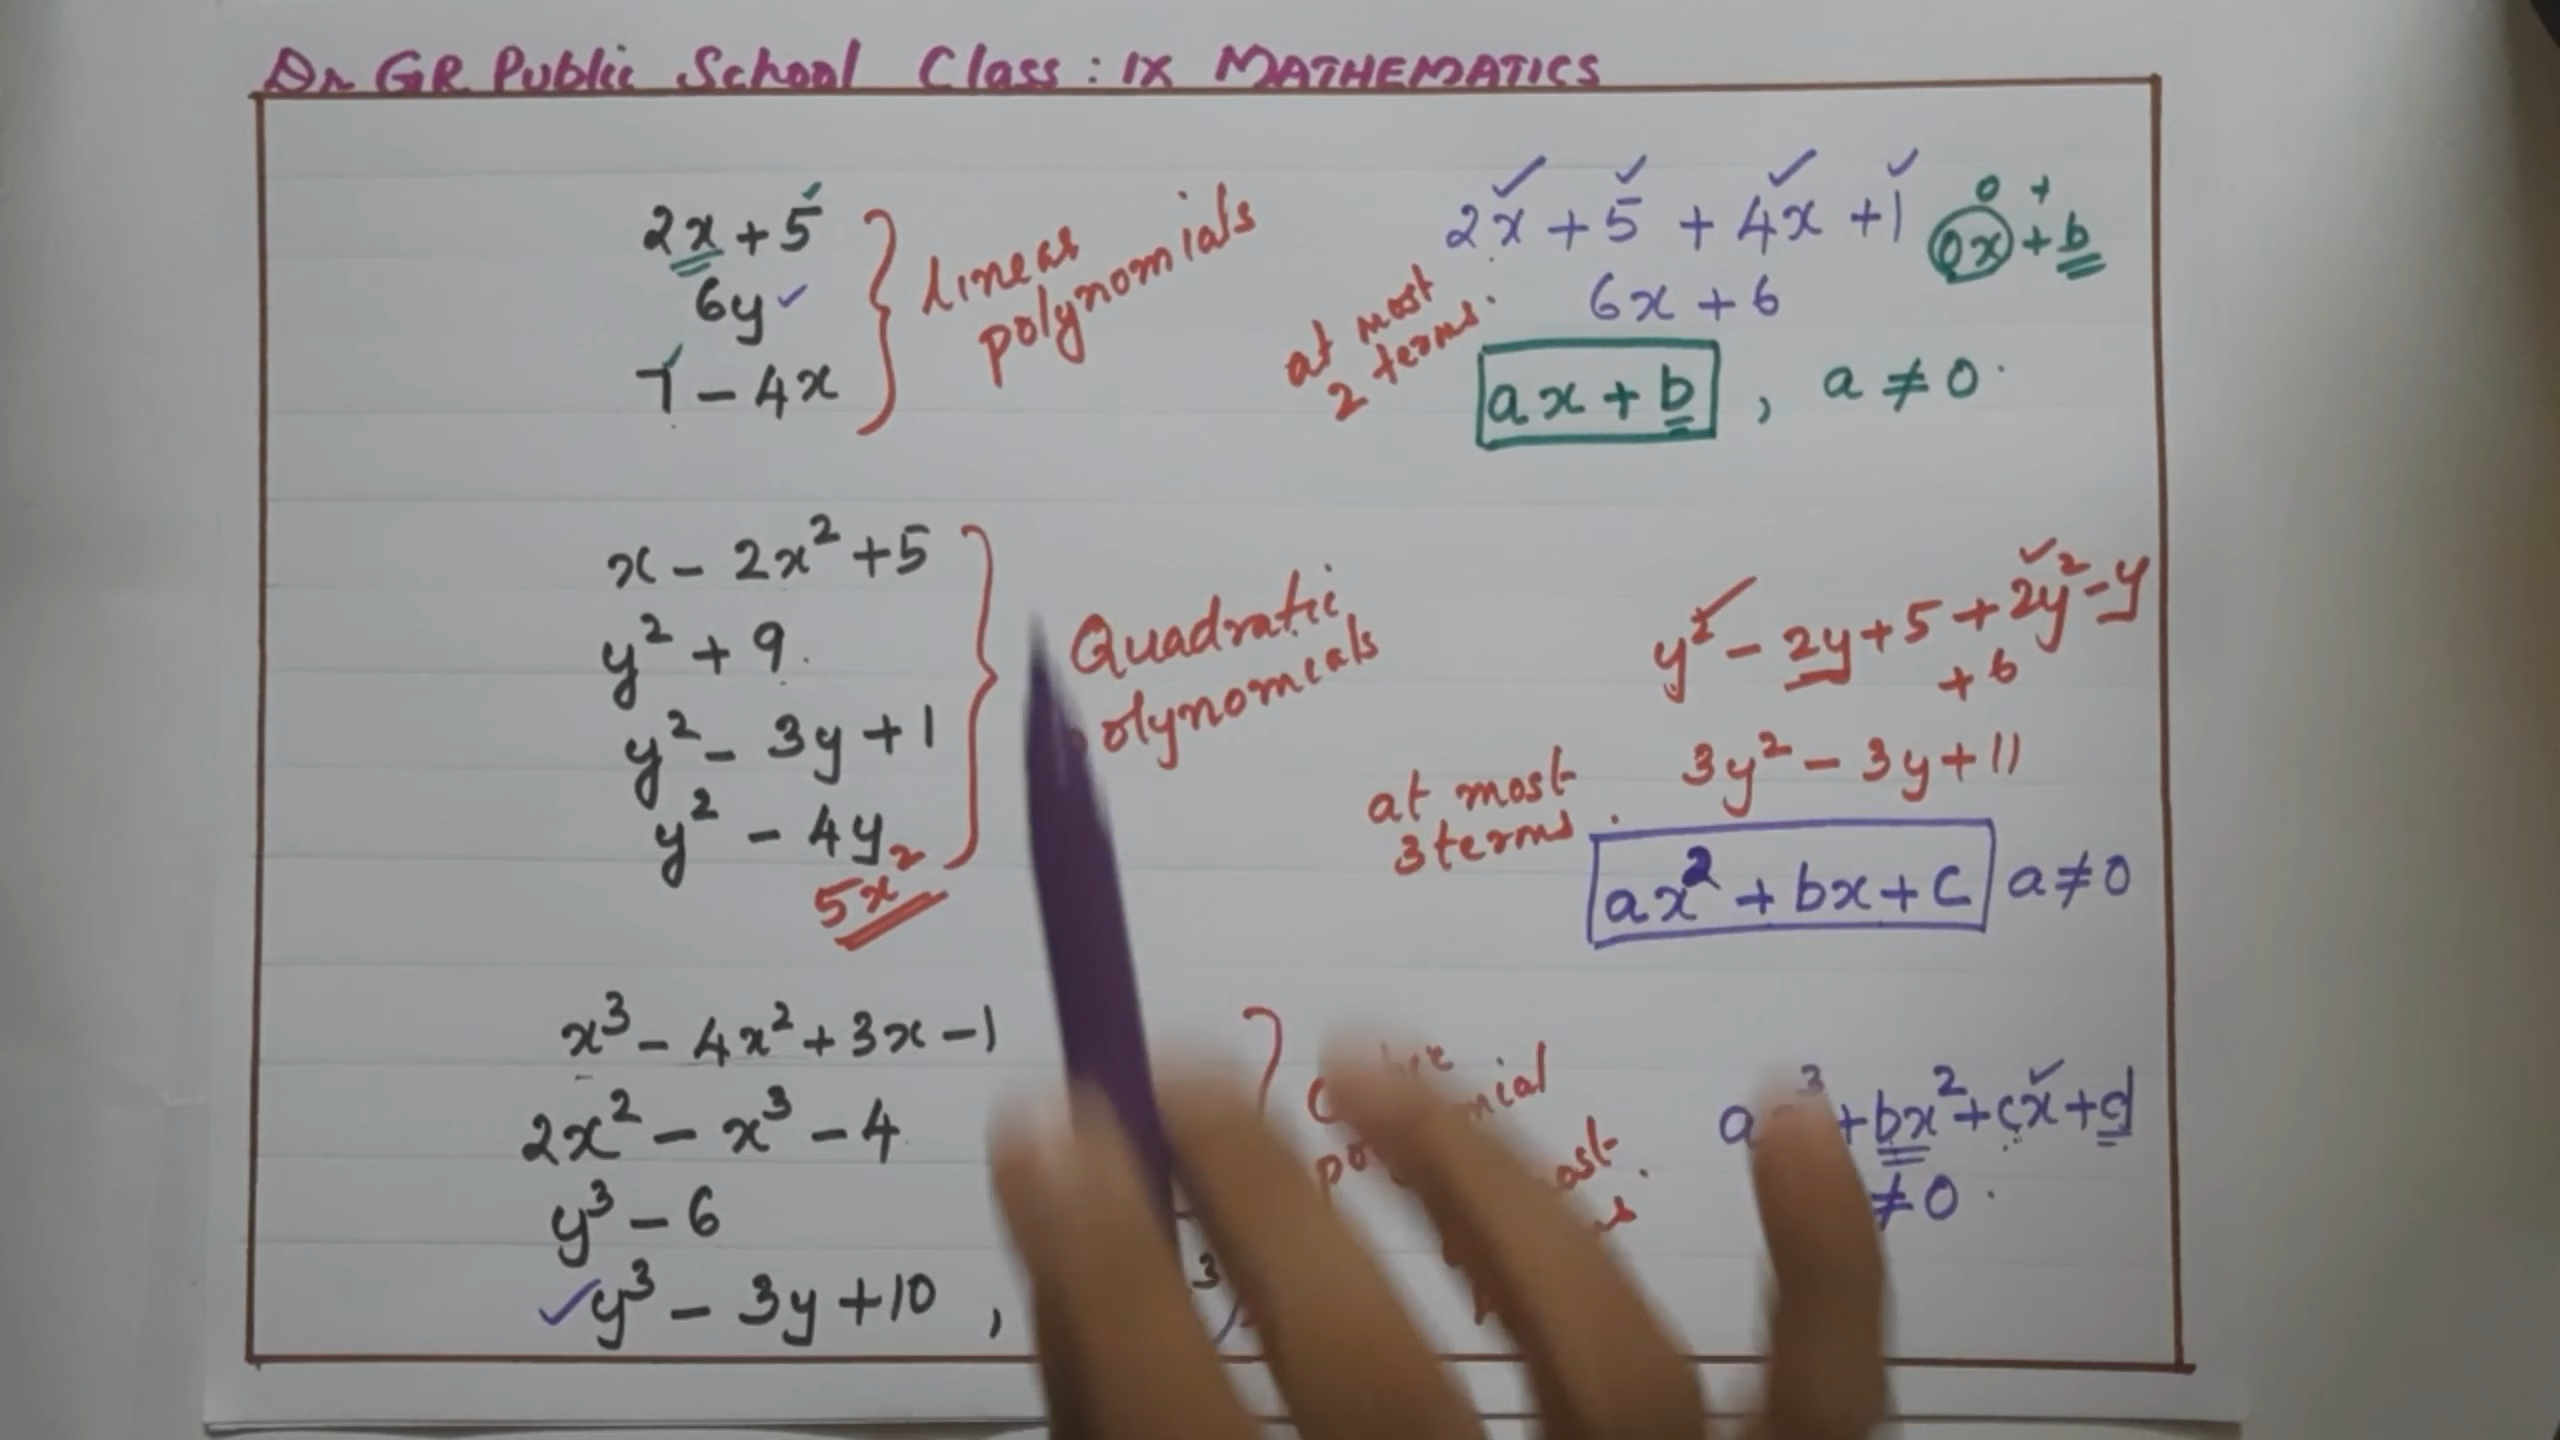 Dr GR Public School Class: IX MATHEMATICS
2x + 5
6y
7 - 4x
linear
polynomials
2x + 5 + 4x + 1
6x + 6
at most
2 terms.
ax + b, a ≠ 0.
0 +
0x + b
x - 2x² + 5
y² + 9.
y² - 3y + 1
y² - 4y
5x²
Quadratic
y² - 2y + 5 + 2y² - y
+ 6
3y² - 3y + 11
at most
3 terms.
ax² + bx + c a ≠ 0
x³ - 4x² + 3x - 1
2x² - x³ - 4
y³ - 6
y³ - 3y + 10,
+ bx² + cx + d
≠ 0.